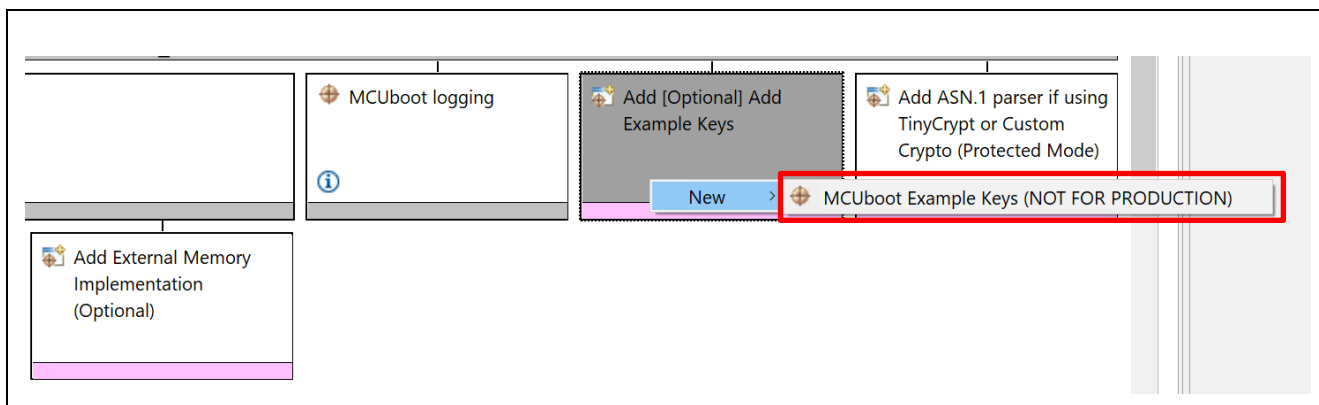 MCUboot logging
Add [Optional] Add
Example Keys
Add ASN.1 parser if using
TinyCrypt or Custom
Crypto (Protected Mode)
New
MCUboot Example Keys (NOT FOR PRODUCTION)
Add External Memory
Implementation
(Optional)